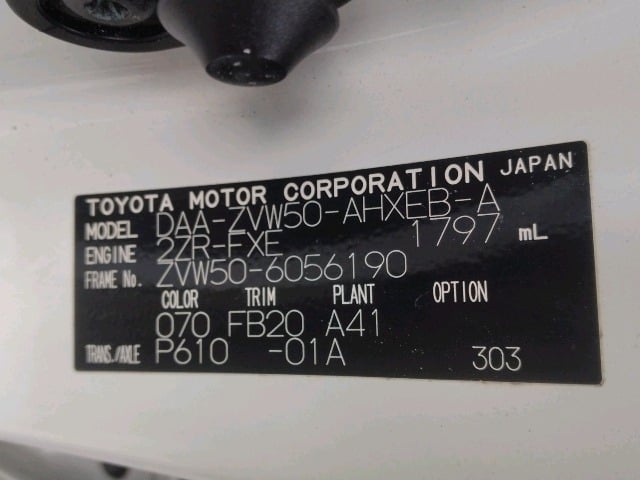 TOYOTA MOTOR CORPORATION JAPAN
MODEL DAA-ZVW50-AHXEB-A
ENGINE 2ZR-FXE 1797 mL
FRAME No. ZVW50-6056190
COLOR TRIM PLANT OPTION
070 FB20 A41
TRANS./AXLE P610 -01A 303